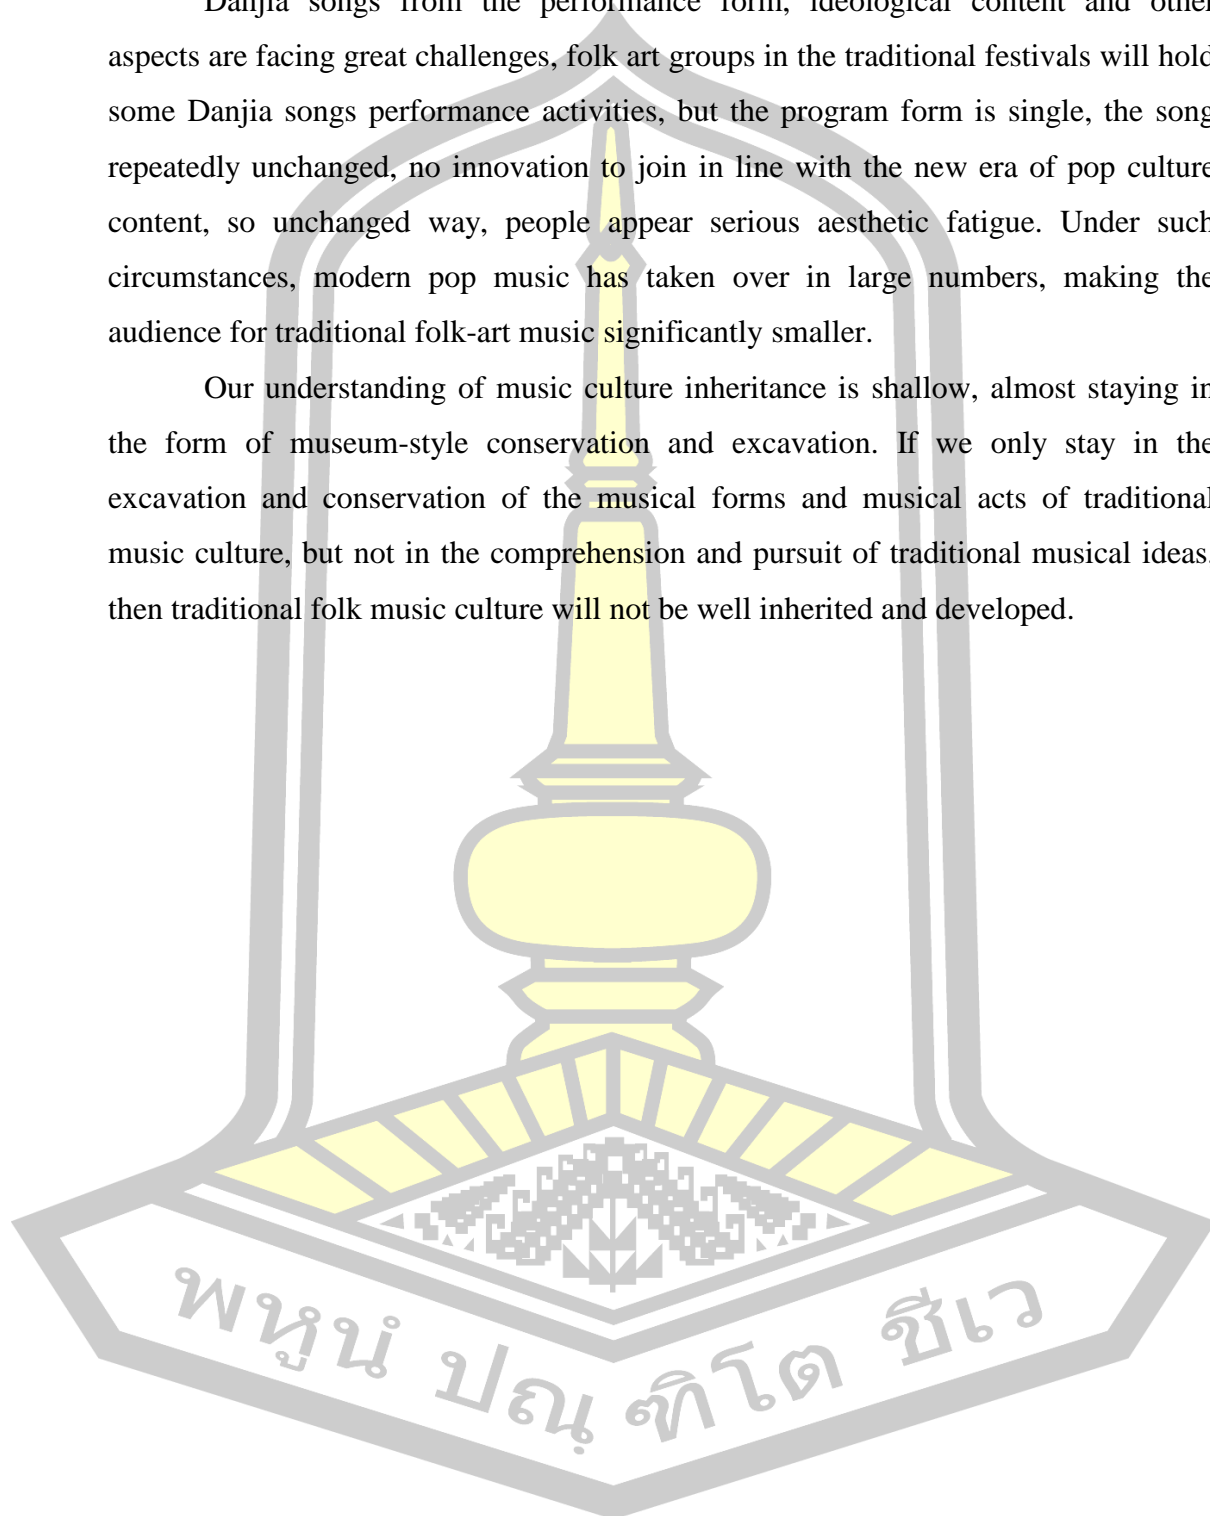 Danjia songs from the performance form, ideological content and other
aspects are facing great challenges, folk art groups in the traditional festivals will hold
some Danjia songs performance activities, but the program form is single, the song
repeatedly unchanged, no innovation to join in line with the new era of pop culture
content, so unchanged way, people appear serious aesthetic fatigue. Under such
circumstances, modern pop music has taken over in large numbers, making the
audience for traditional folk-art music significantly smaller.
Our understanding of music culture inheritance is shallow, almost staying in
the form of museum-style conservation and excavation. If we only stay in the
excavation and conservation of the musical forms and musical acts of traditional
music culture, but not in the comprehension and pursuit of traditional musical ideas,
then traditional folk music culture will not be well inherited and developed.
พหูนํ ปณฺฑิโต ชีเว